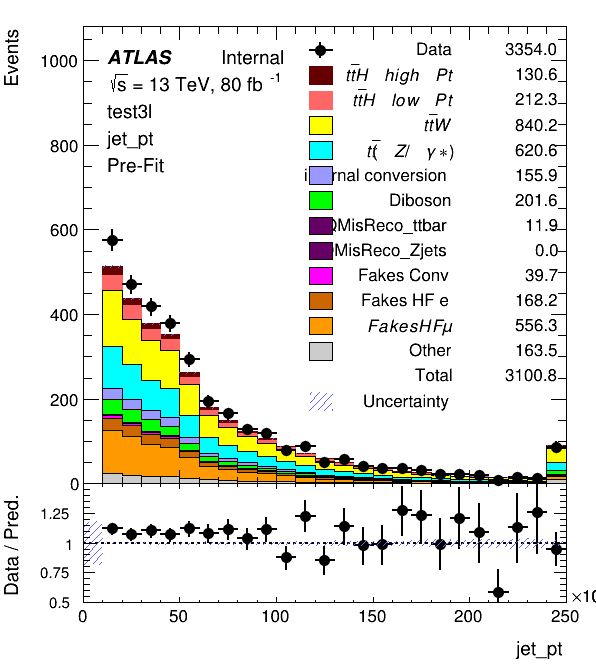 Events
1000
800
600
400
200
0
ATLAS Internal
√s = 13 TeV, 80 fb -1
test3l
jet_pt
Pre-Fit
Data 3354.0
tt̄H high Pt 130.6
tt̄H low Pt 212.3
tt̄W 840.2
tt̄( Z/ γ*) 620.6
rnal conversion 155.9
Diboson 201.6
QMisReco_ttbar 11.9
QMisReco_Zjets 0.0
Fakes Conv 39.7
Fakes HF e 168.2
FakesHFμ 556.3
Other 163.5
Total 3100.8
Uncertainty
Data / Pred.
1.25
1
0.75
0.5
0 50 100 150 200 250
×10
jet_pt